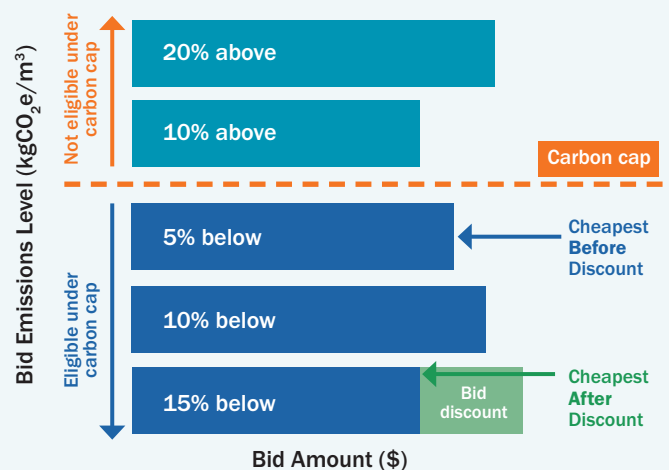 Bid Emissions Level (kgCO₂e/m³)
Not eligible under
carbon cap
20% above
10% above
Carbon cap
Eligible under
carbon cap
5% below
Cheapest
Before
Discount
10% below
15% below
Bid
discount
Cheapest
After
Discount
Bid Amount ($)